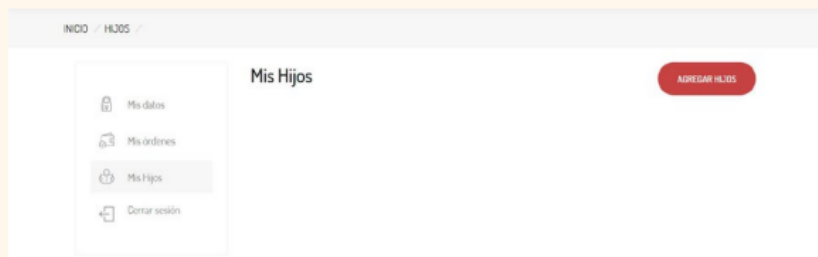 INICIO / HIJOS /
Mis Hijos
AGREGAR HIJOS
Mis datos
Mis órdenes
Mis Hijos
Cerrar sesión